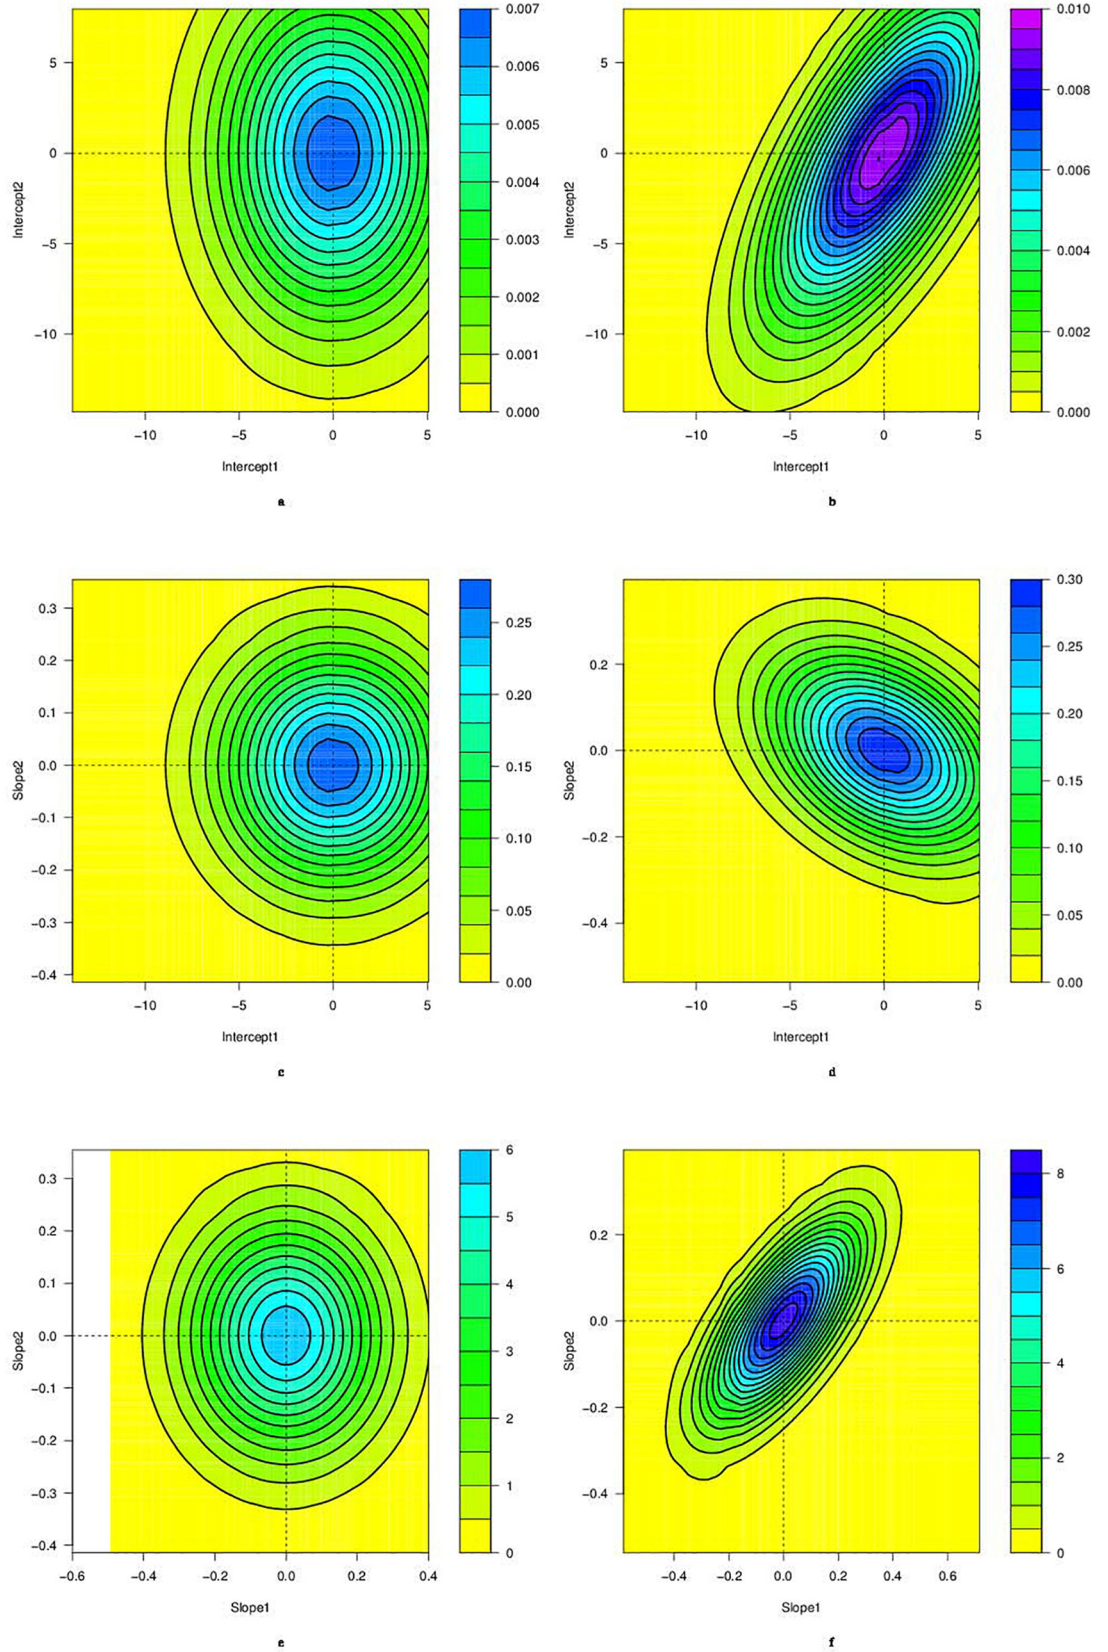 5
0
−5
−10
Intercept2
−10 −5 0 5
Intercept1
0.007
0.006
0.005
0.004
0.003
0.002
0.001
0.000
a
5
0
−5
−10
Intercept2
−10 −5 0 5
Intercept1
0.010
0.008
0.006
0.004
0.002
0.000
b
0.3
0.2
0.1
0.0
−0.1
−0.2
−0.3
−0.4
Slope2
−10 −5 0 5
Intercept1
0.25
0.20
0.15
0.10
0.05
0.00
c
0.2
0.0
−0.2
−0.4
Slope2
−10 −5 0 5
Intercept1
0.30
0.25
0.20
0.15
0.10
0.05
0.00
d
0.3
0.2
0.1
0.0
−0.1
−0.2
−0.3
−0.4
Slope2
−0.6 −0.4 −0.2 0.0 0.2 0.4
Slope1
6
5
4
3
2
1
0
e
0.2
0.0
−0.2
−0.4
Slope2
−0.4 −0.2 0.0 0.2 0.4 0.6
Slope1
8
6
4
2
0
f